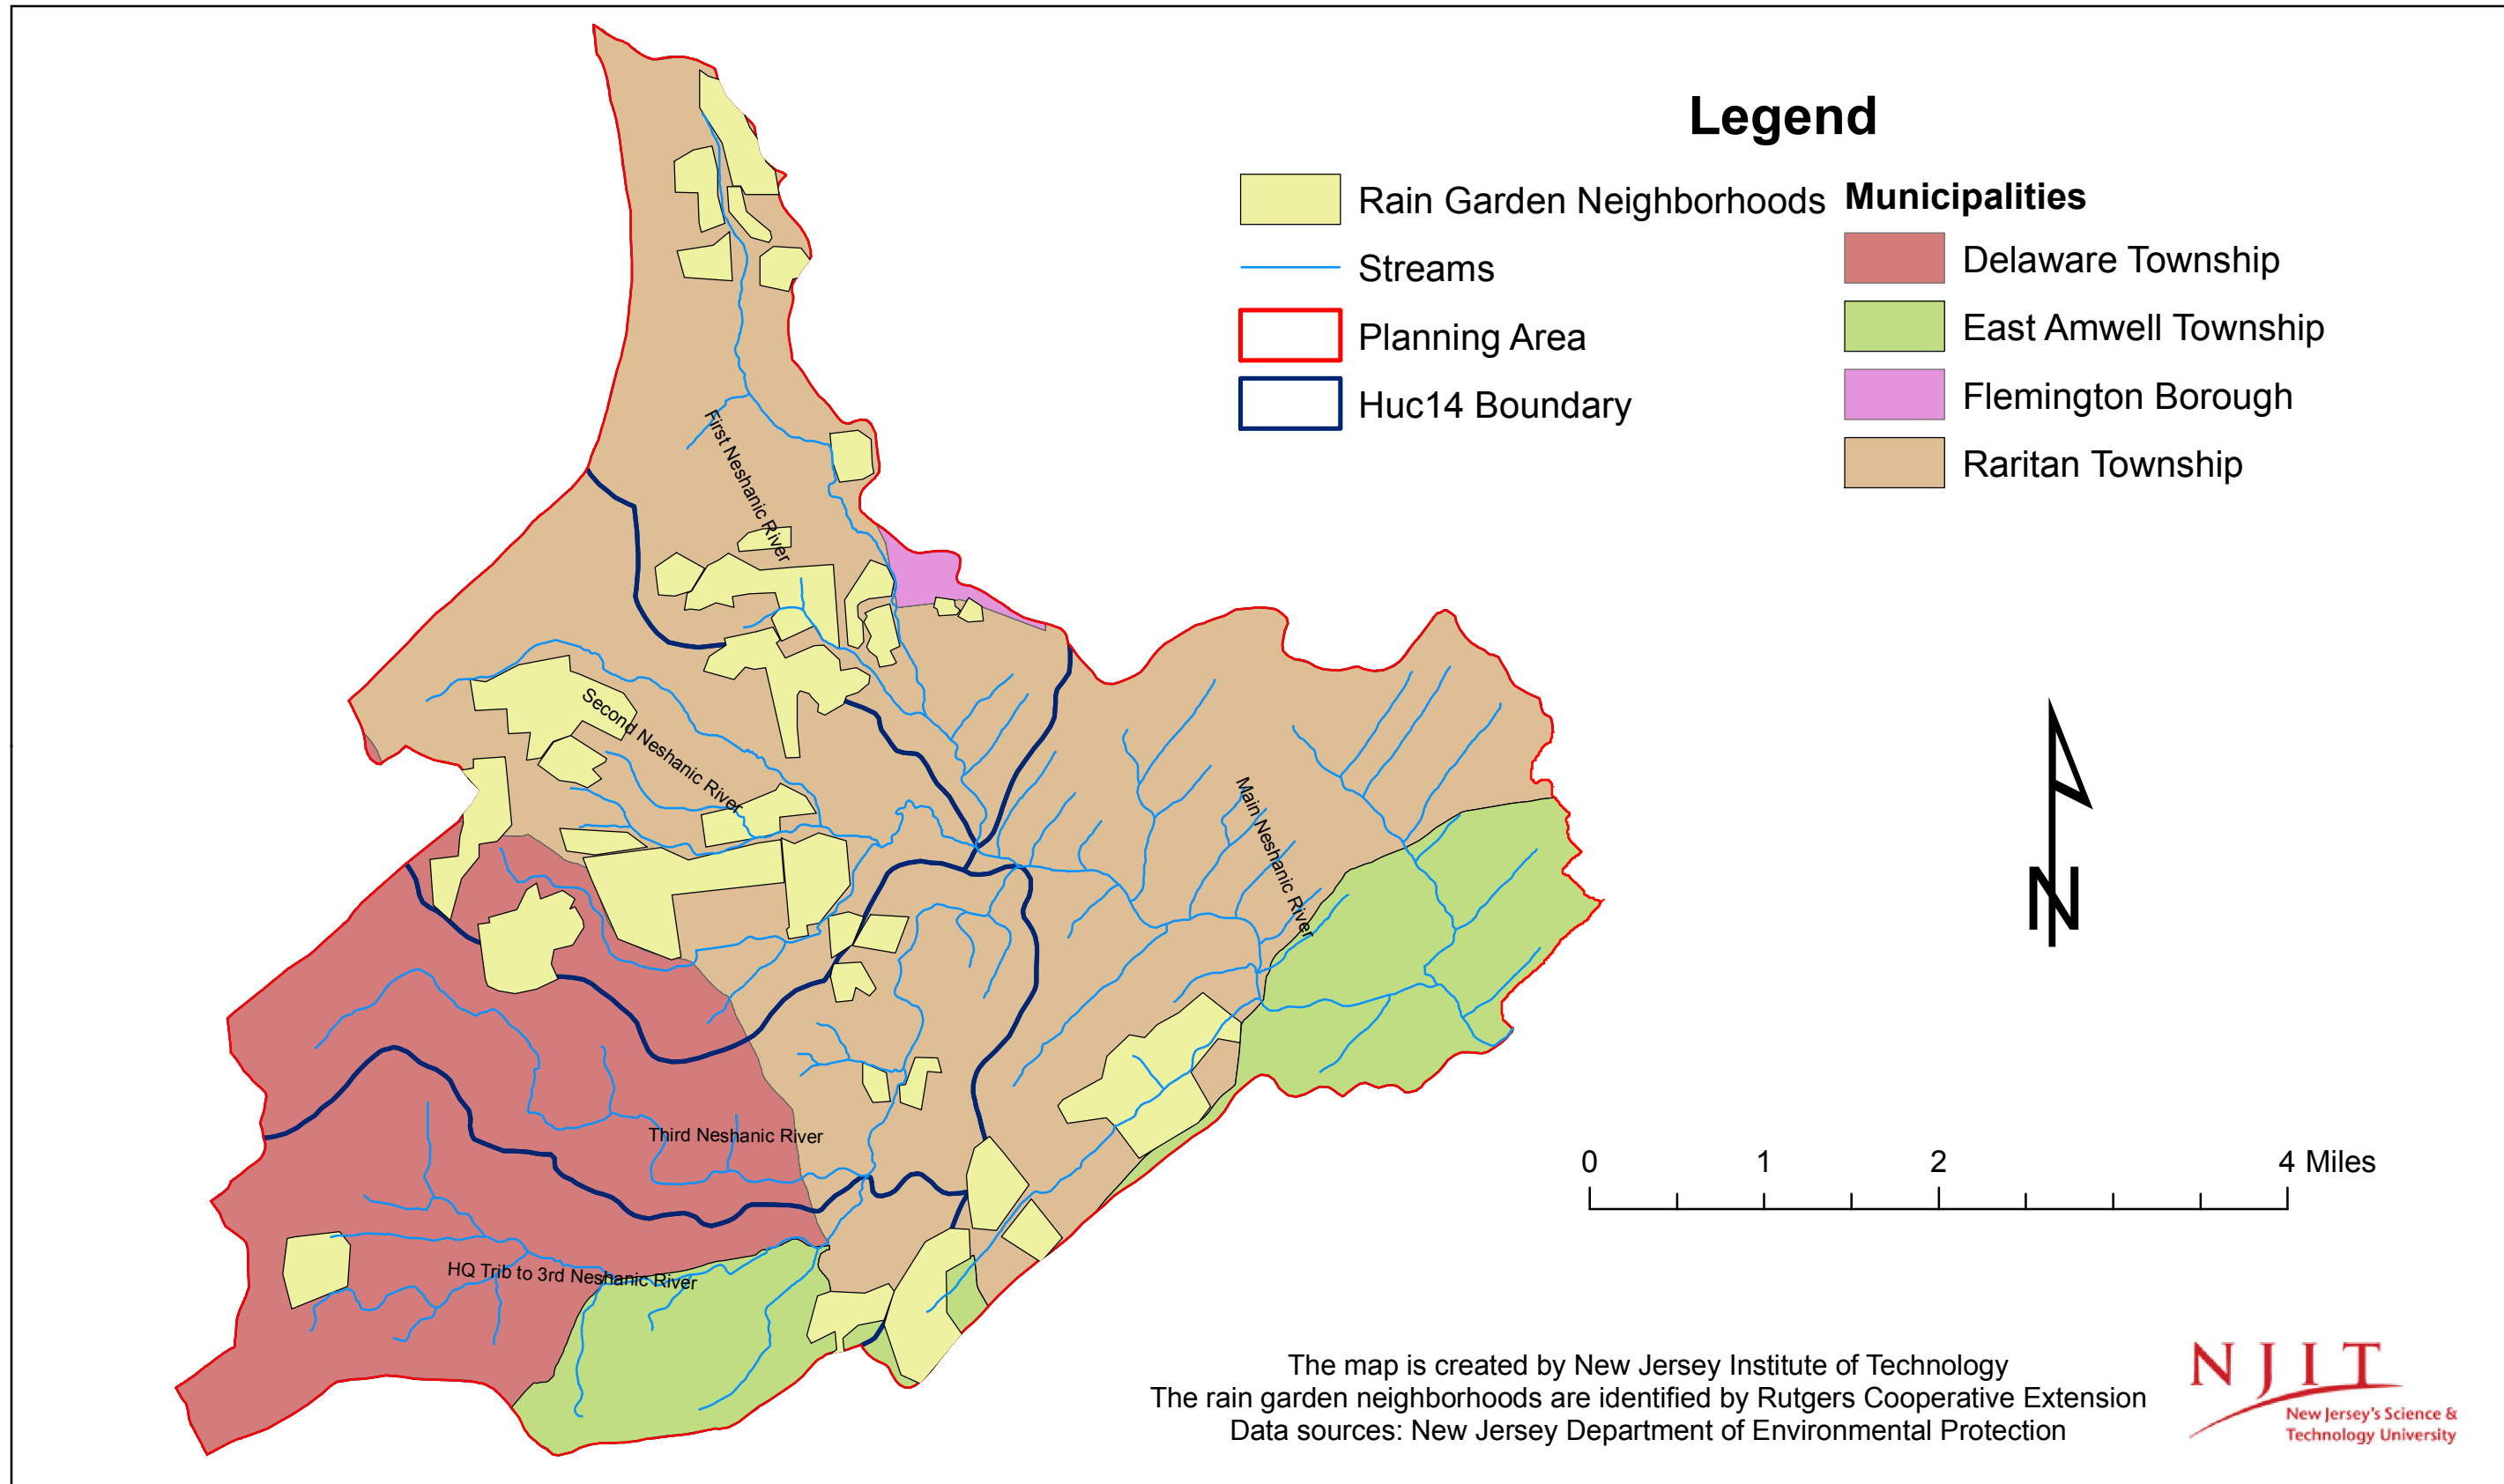 Legend
Rain Garden Neighborhoods
Streams
Planning Area
Huc14 Boundary
Municipalities
Delaware Township
East Amwell Township
Flemington Borough
Raritan Township
First Neshanic River
Second Neshanic River
Main Neshanic River
Third Neshanic River
HQ Trib to 3rd Neshanic River
N
0 1 2 4 Miles
The map is created by New Jersey Institute of Technology
The rain garden neighborhoods are identified by Rutgers Cooperative Extension
Data sources: New Jersey Department of Environmental Protection
NJIT
New Jersey's Science &
Technology University